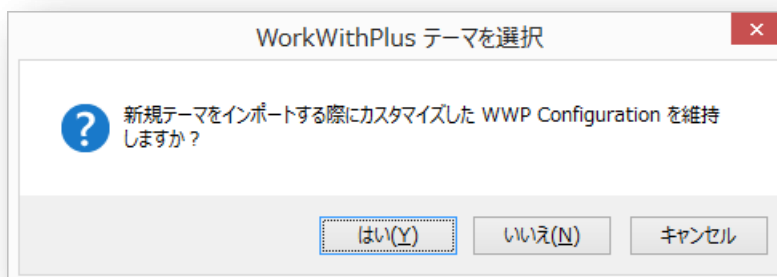 WorkWithPlus テーマを選択
新規テーマをインポートする際にカスタマイズした WWP Configuration を維持
しますか？
はい(Y) いいえ(N) キャンセル